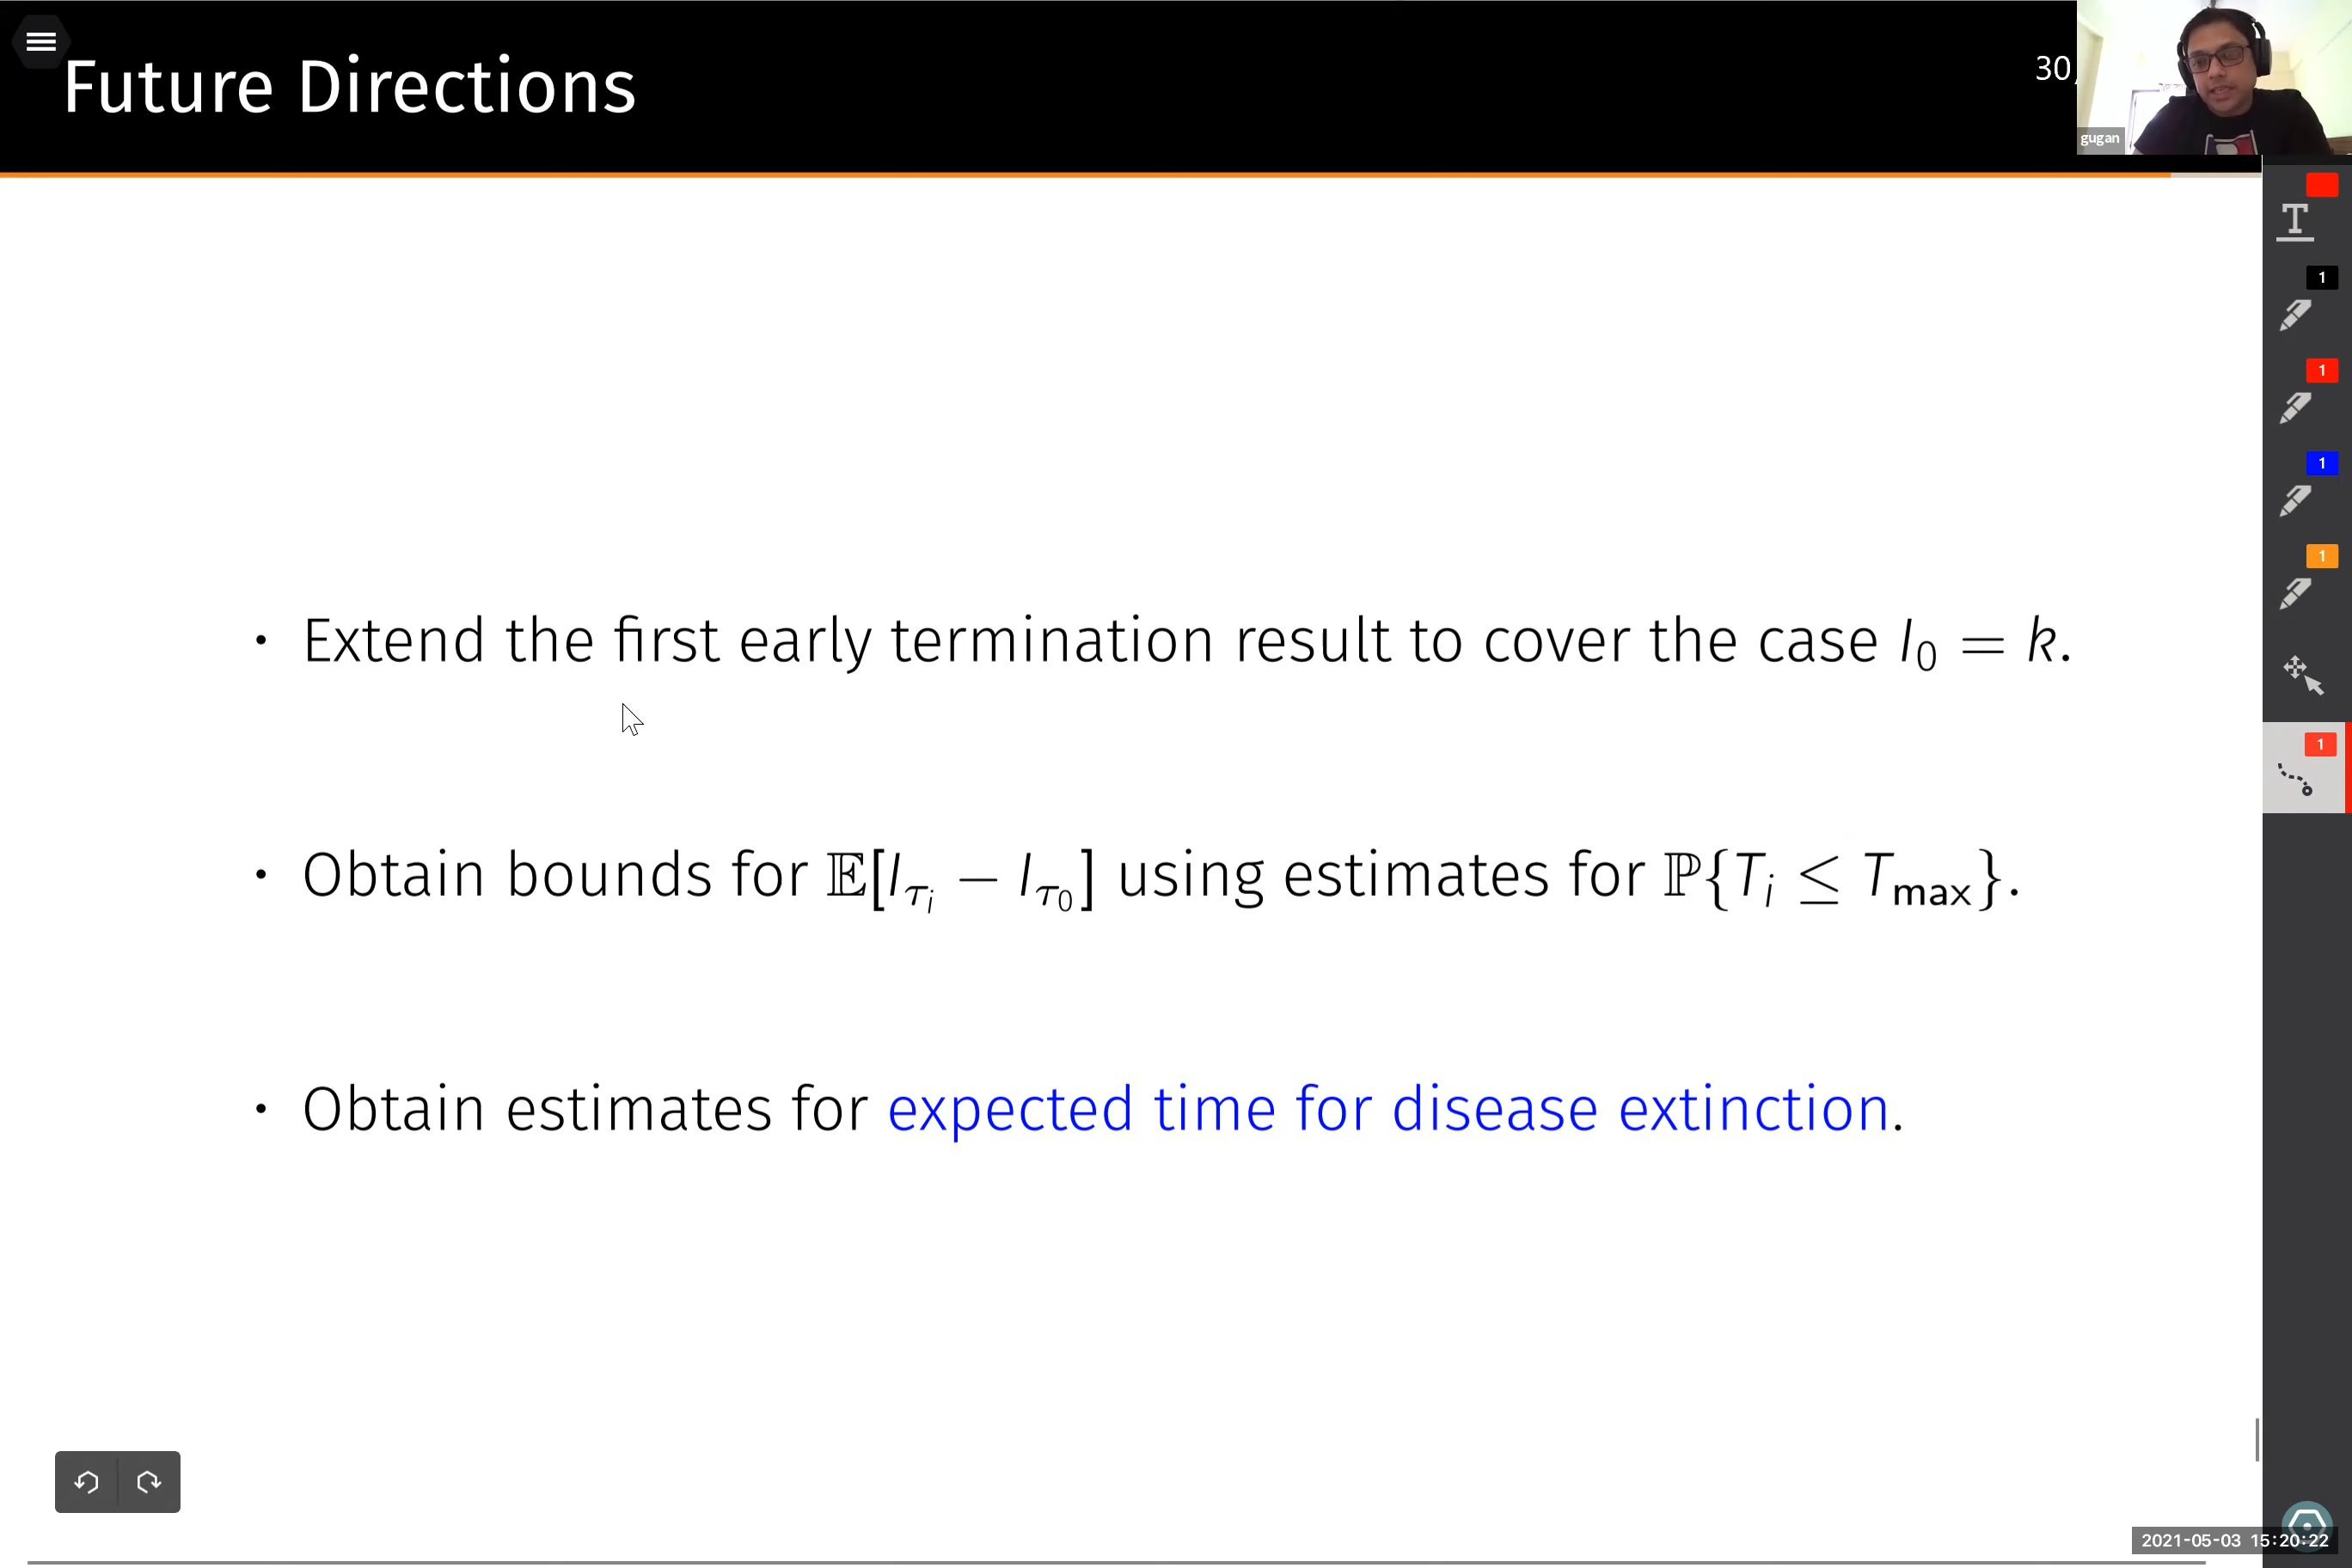 Future Directions
30
gugan
1
1
1
1
• Extend the first early termination result to cover the case I₀ = k.
1
• Obtain bounds for 𝔼[I_{τ_i} − I_{τ_0}] using estimates for ℙ{T_i ≤ T_max}.
• Obtain estimates for expected time for disease extinction.
2021-05-03 15:20:22